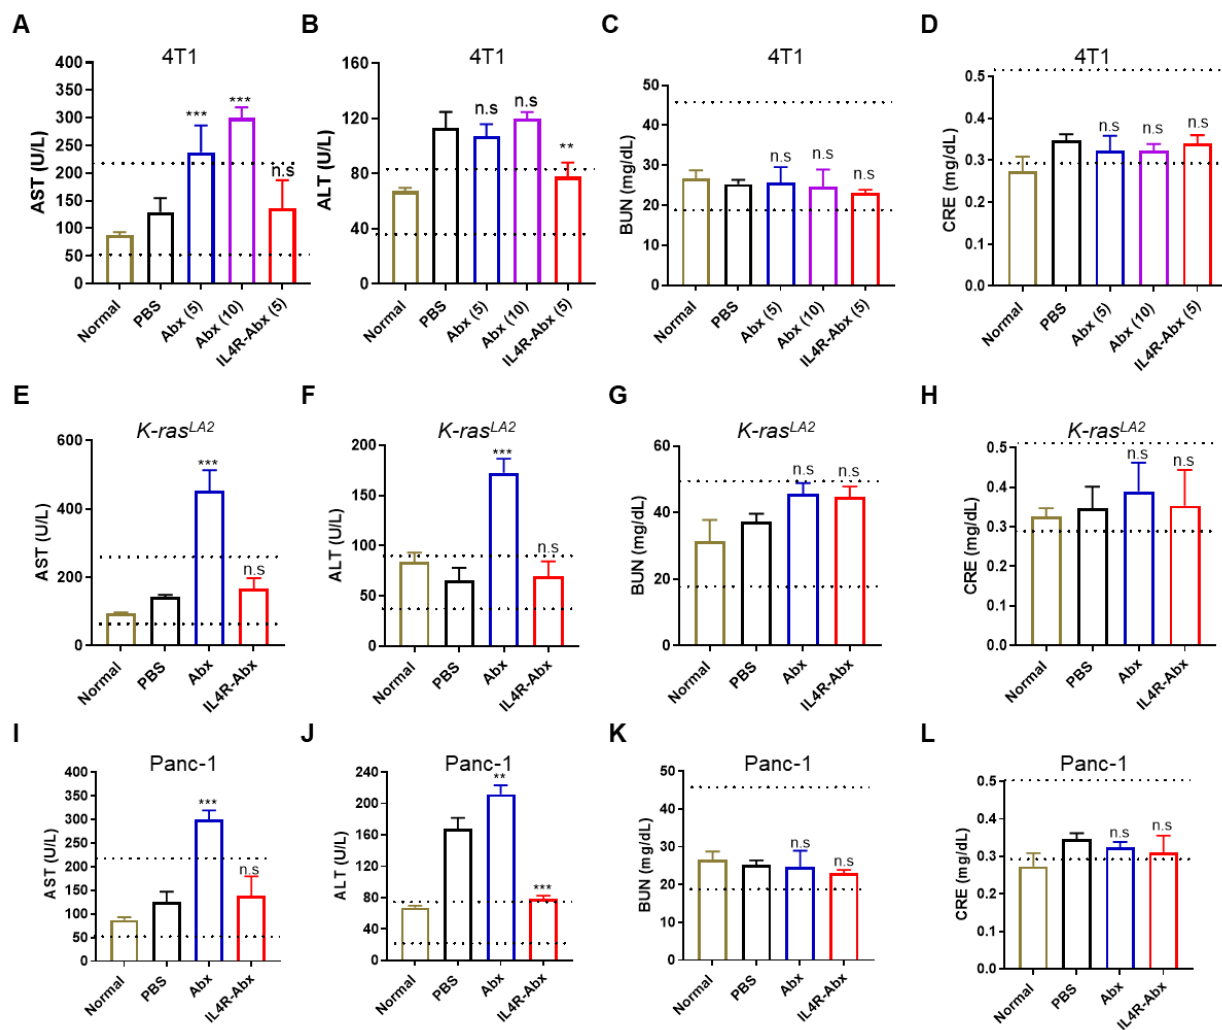 A
4T1
AST (U/L)
400
350
300
250
200
150
100
50
0
***
***
n.s
Normal
PBS
Abx (5)
Abx (10)
IL4R-Abx (5)
B
4T1
ALT (U/L)
160
120
80
40
0
n.s
n.s
**
Normal
PBS
Abx (5)
Abx (10)
IL4R-Abx (5)
C
4T1
BUN (mg/dL)
50
40
30
20
10
0
n.s
n.s
n.s
Normal
PBS
Abx (5)
Abx (10)
IL4R-Abx (5)
D
4T1
CRE (mg/dL)
0.5
0.4
0.3
0.2
0.1
0.0
n.s
n.s
n.s
Normal
PBS
Abx (5)
Abx (10)
IL4R-Abx (5)
E
K-rasLA2
AST (U/L)
600
400
200
0
***
n.s
Normal
PBS
Abx
IL4R-Abx
F
K-rasLA2
ALT (U/L)
200
150
100
50
0
***
n.s
Normal
PBS
Abx
IL4R-Abx
G
K-rasLA2
BUN (mg/dL)
60
40
20
0
n.s
n.s
Normal
PBS
Abx
IL4R-Abx
H
K-rasLA2
CRE (mg/dL)
0.5
0.4
0.3
0.3
0.1
0.0
n.s
n.s
Normal
PBS
Abx
IL4R-Abx
I
Panc-1
AST (U/L)
400
350
300
250
200
150
100
50
0
***
n.s
Normal
PBS
Abx
IL4R-Abx
J
Panc-1
ALT (U/L)
240
200
160
120
80
40
0
**
***
Normal
PBS
Abx
IL4R-Abx
K
Panc-1
BUN (mg/dL)
50
40
30
20
10
0
n.s
n.s
Normal
PBS
Abx
IL4R-Abx
L
Panc-1
CRE (mg/dL)
0.5
0.4
0.3
0.2
0.1
0.0
n.s
n.s
Normal
PBS
Abx
IL4R-Abx